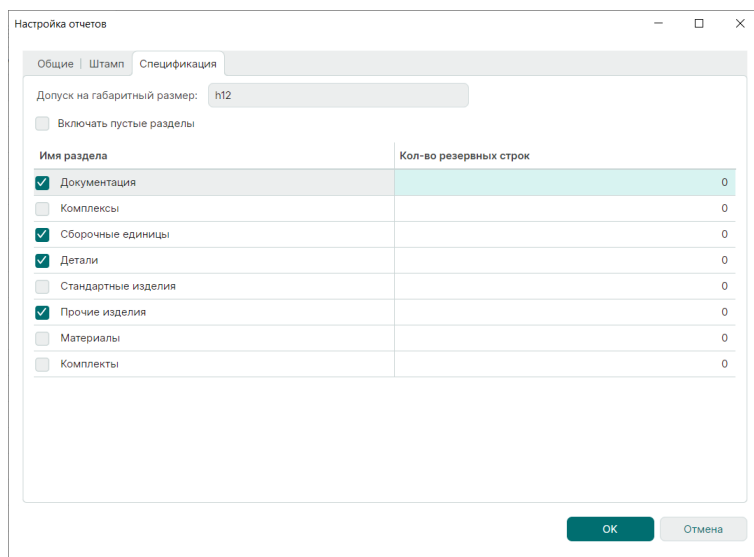 Настройка отчетов
Общие | Штамп Спецификация
Допуск на габаритный размер: h12
Включать пустые разделы
Имя раздела Кол-во резервных строк
Документация 0
Комплексы 0
Сборочные единицы 0
Детали 0
Стандартные изделия 0
Прочие изделия 0
Материалы 0
Комплекты 0
OK Отмена